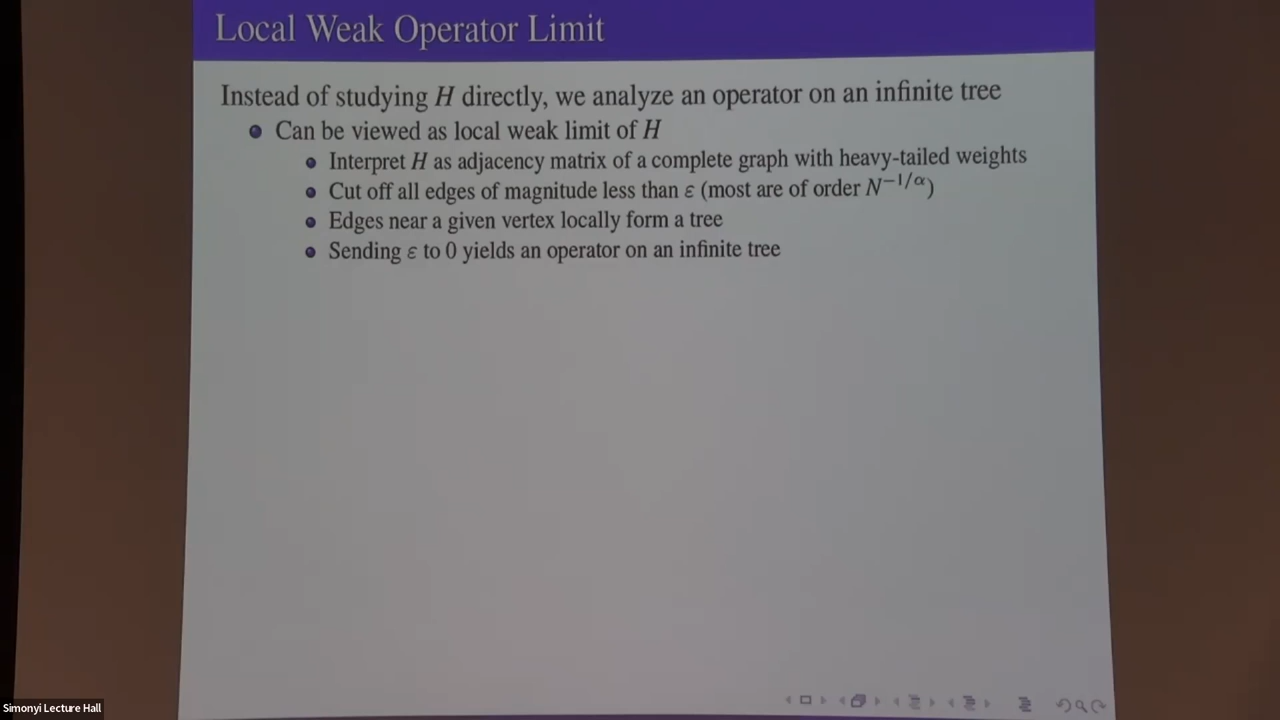 Local Weak Operator Limit
Instead of studying H directly, we analyze an operator on an infinite tree
Can be viewed as local weak limit of H
Interpret H as adjacency matrix of a complete graph with heavy-tailed weights
Cut off all edges of magnitude less than ε (most are of order N^{-1/α})
Edges near a given vertex locally form a tree
Sending ε to 0 yields an operator on an infinite tree
Simonyi Lecture Hall